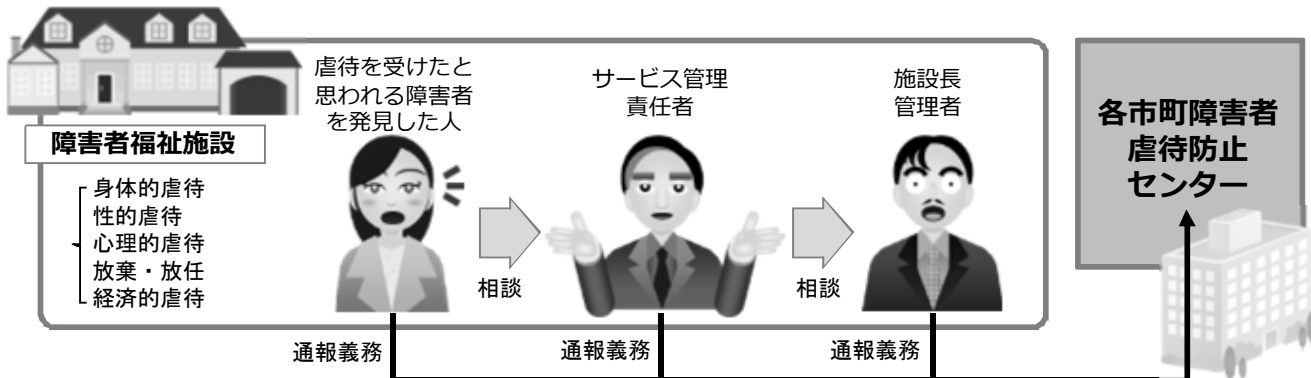 障害者福祉施設
身体的虐待
性的虐待
心理的虐待
放棄・放任
経済的虐待
虐待を受けたと
思われる障害者
を発見した人
相談
サービス管理
責任者
相談
施設長
管理者
通報義務
通報義務
通報義務
各市町障害者
虐待防止
センター